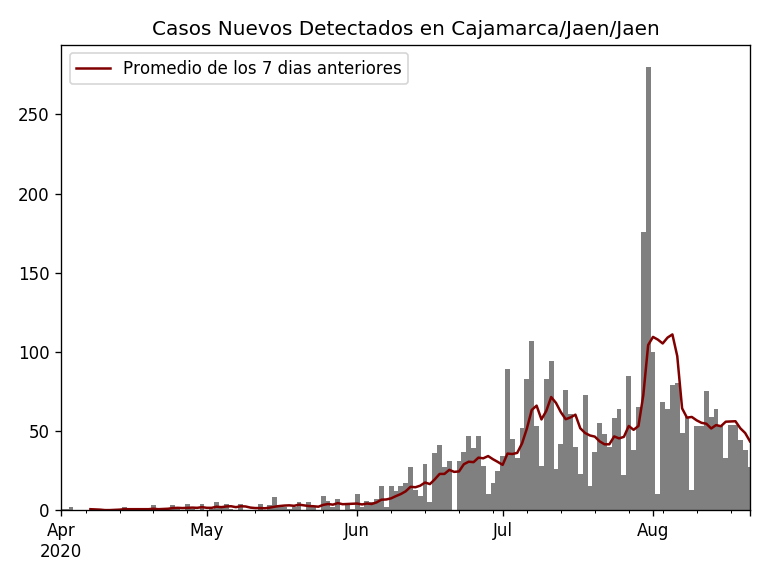 Casos Nuevos Detectados en Cajamarca/Jaen/Jaen
Promedio de los 7 dias anteriores
250
200
150
100
50
0
Apr May Jun Jul Aug
2020